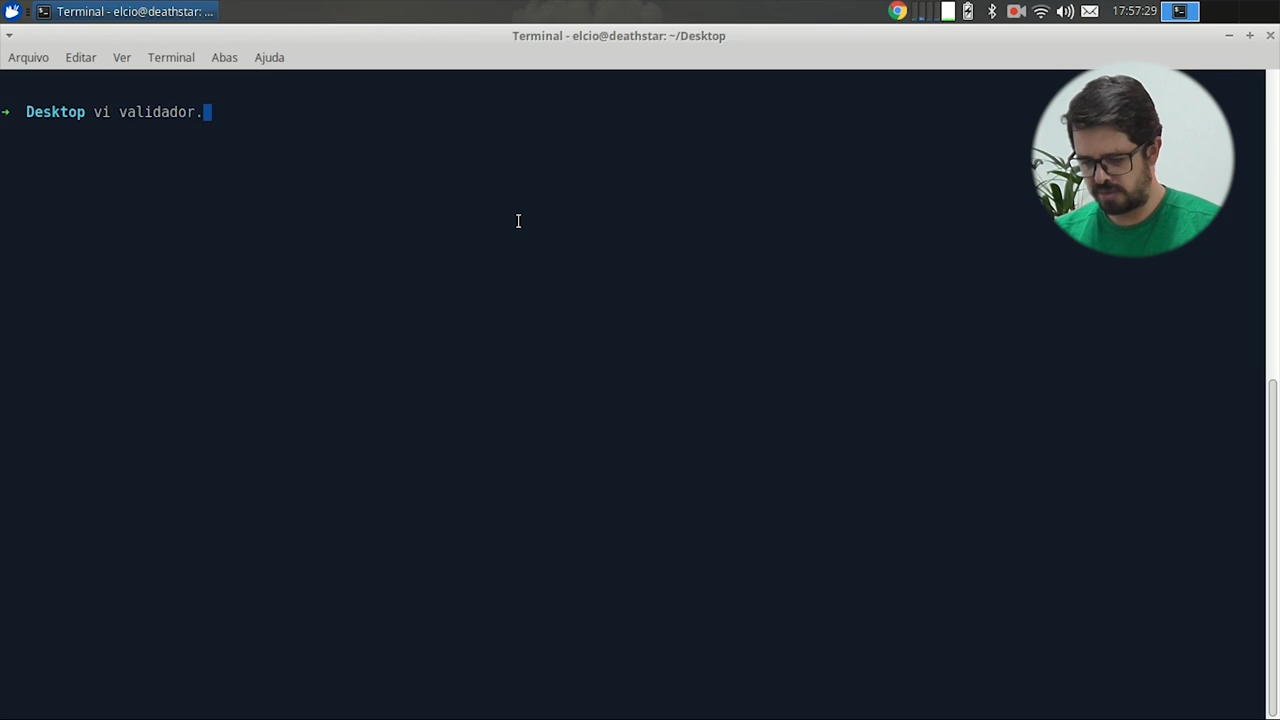 Terminal - elcio@deathstar: ...
17:57:29
Terminal - elcio@deathstar: ~/Desktop
Arquivo Editar Ver Terminal Abas Ajuda
➜ Desktop vi validador.